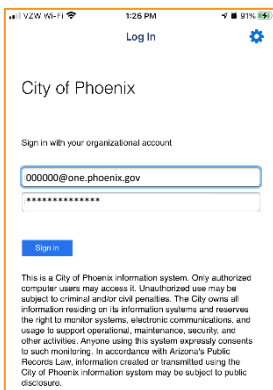 VZW Wi-Fi 1:26 PM 91%
Log In
City of Phoenix
Sign in with your organizational account
000000@one.phoenix.gov
**************
Sign in
This is a City of Phoenix information system. Only authorized
computer users may access it. Unauthorized use may be
subject to criminal and/or civil penalties. The City owns all
information residing on its information systems and reserves
the right to monitor systems, electronic communications, and
usage to support operational, maintenance, security, and
other activities. Anyone using this system expressly consents
to such monitoring. In accordance with Arizona's Public
Records Law, information created or transmitted using the
City of Phoenix information system may be subject to public
disclosure.